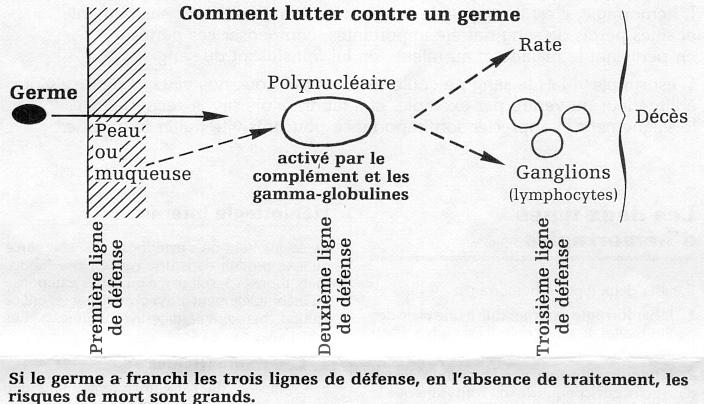 Comment lutter contre un germe
Germe
Peau
ou
muqueuse
Polynucléaire
activé par le
complément et les
gamma-globulines
Rate
Ganglions
(lymphocytes)
Décès
Première ligne
de défense
Deuxième ligne
de défense
Troisième ligne
de défense
Si le germe a franchi les trois lignes de défense, en l'absence de traitement, les
risques de mort sont grands.